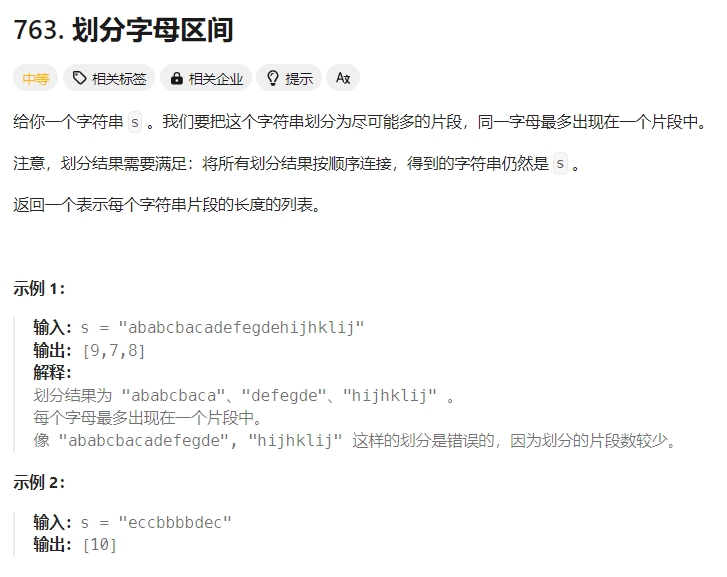 763. 划分字母区间
中等 相关标签 相关企业 提示 Aあ
给你一个字符串 s 。我们要把这个字符串划分为尽可能多的片段，同一字母最多出现在一个片段中。
注意，划分结果需要满足：将所有划分结果按顺序连接，得到的字符串仍然是 s 。
返回一个表示每个字符串片段的长度的列表。
示例 1：
输入：s = "ababcbacadefegdehijhklij"
输出：[9,7,8]
解释：
划分结果为 "ababcbaca"、"defegde"、"hijhklij" 。
每个字母最多出现在一个片段中。
像 "ababcbacadefegde", "hijhklij" 这样的划分是错误的，因为划分的片段数较少。
示例 2：
输入：s = "eccbbbbdec"
输出：[10]